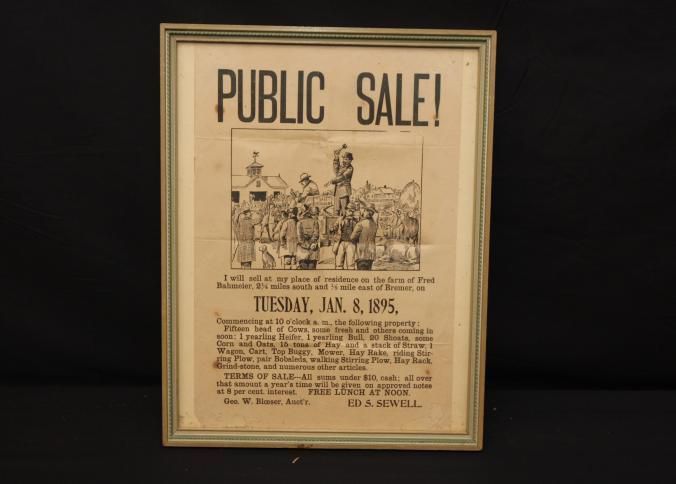 PUBLIC SALE!
I will sell at my place of residence on the farm of Fred
Bahmeier, 2¼ miles south and ½ mile east of Bremer, on
TUESDAY, JAN. 8, 1895,
Commencing at 10 o'clock a. m., the following property:
Fifteen head of Cows, some fresh and others coming in
soon; 1 yearling Heifer, 1 yearling Bull, 20 Shoats, some
Corn and Oats, 15 tons of Hay and a stack of Straw, 1
Wagon, Cart, Top Buggy, Mower, Hay Rake, riding Stir-
ring Plow, pair Bobsleds, walking Stirring Plow, Hay Rack,
Grind-stone, and numerous other articles.
TERMS OF SALE—All sums under $10, cash; all over
that amount a year's time will be given on approved notes
at 8 per cent. interest. FREE LUNCH AT NOON.
Geo. W. Blœser, Auct'r. ED S. SEWELL.